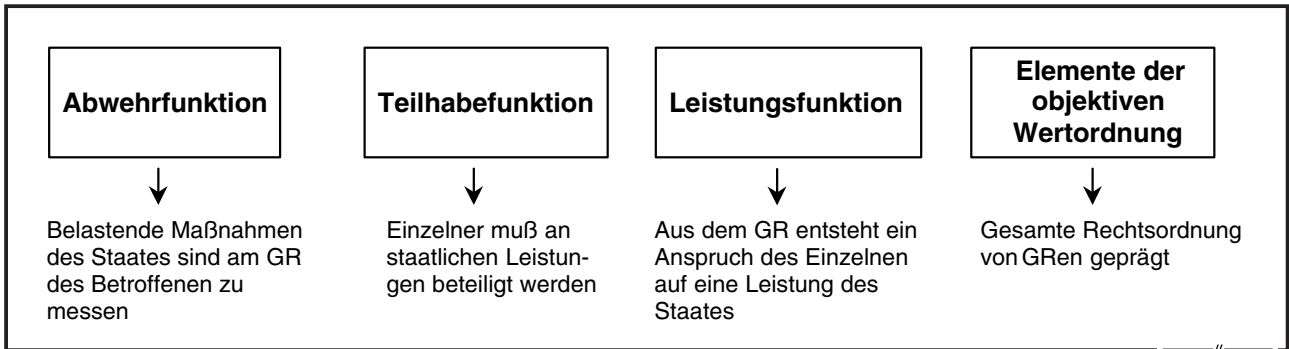 Abwehrfunktion
Belastende Maßnahmen
des Staates sind am GR
des Betroffenen zu
messen
Teilhabefunktion
Einzelner muß an
staatlichen Leistun-
gen beteiligt werden
Leistungsfunktion
Aus dem GR entsteht ein
Anspruch des Einzelnen
auf eine Leistung des
Staates
Elemente der
objektiven
Wertordnung
Gesamte Rechtsordnung
von GRen geprägt